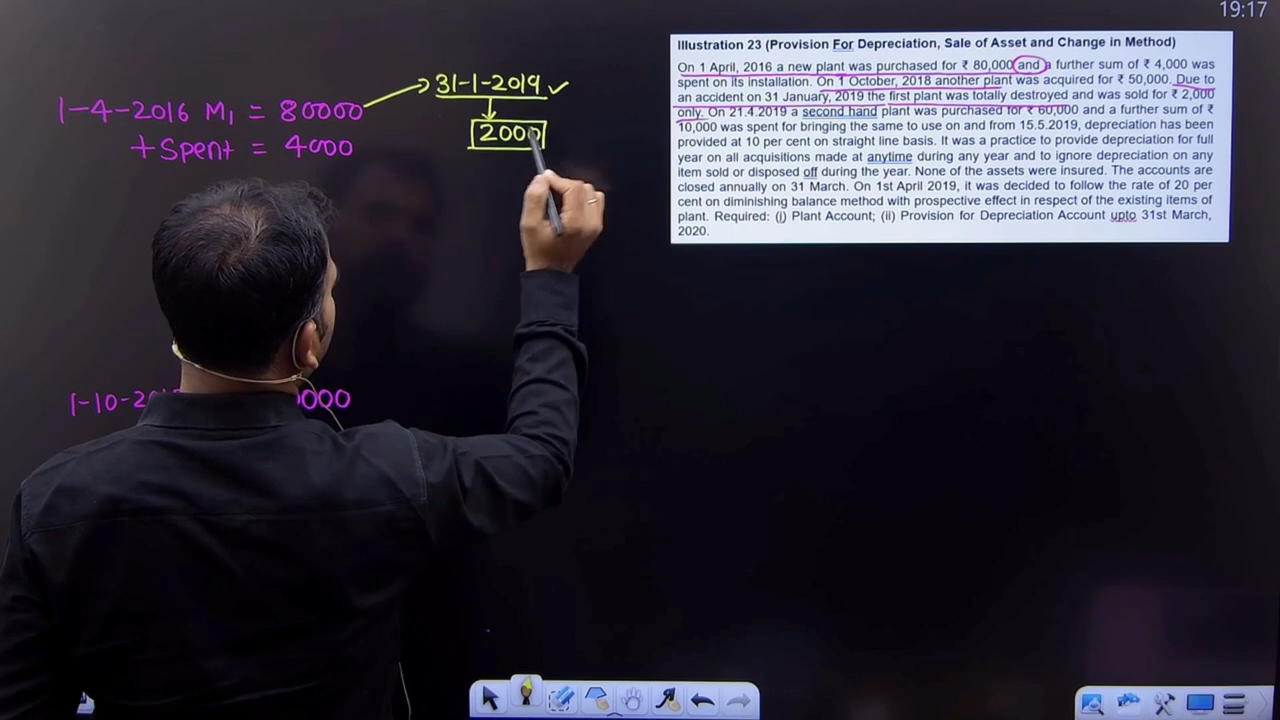 19:17
Illustration 23 (Provision For Depreciation, Sale of Asset and Change in Method)
On 1 April, 2016 a new plant was purchased for ₹ 80,000 and a further sum of ₹ 4,000 was
spent on its installation. On 1 October, 2018 another plant was acquired for ₹ 50,000. Due to
an accident on 31 January, 2019 the first plant was totally destroyed and was sold for ₹ 2,000
only. On 21.4.2019 a second hand plant was purchased for ₹ 60,000 and a further sum of ₹
10,000 was spent for bringing the same to use on and from 15.5.2019, depreciation has been
provided at 10 per cent on straight line basis. It was a practice to provide depreciation for full
year on all acquisitions made at anytime during any year and to ignore depreciation on any
item sold or disposed off during the year. None of the assets were insured. The accounts are
closed annually on 31 March. On 1st April 2019, it was decided to follow the rate of 20 per
cent on diminishing balance method with prospective effect in respect of the existing items of
plant. Required: (i) Plant Account; (ii) Provision for Depreciation Account upto 31st March,
2020.
31-1-2019 ✓
1-4-2016 M1 = 80000
2000
+ Spent = 4000
1-10-2
0000